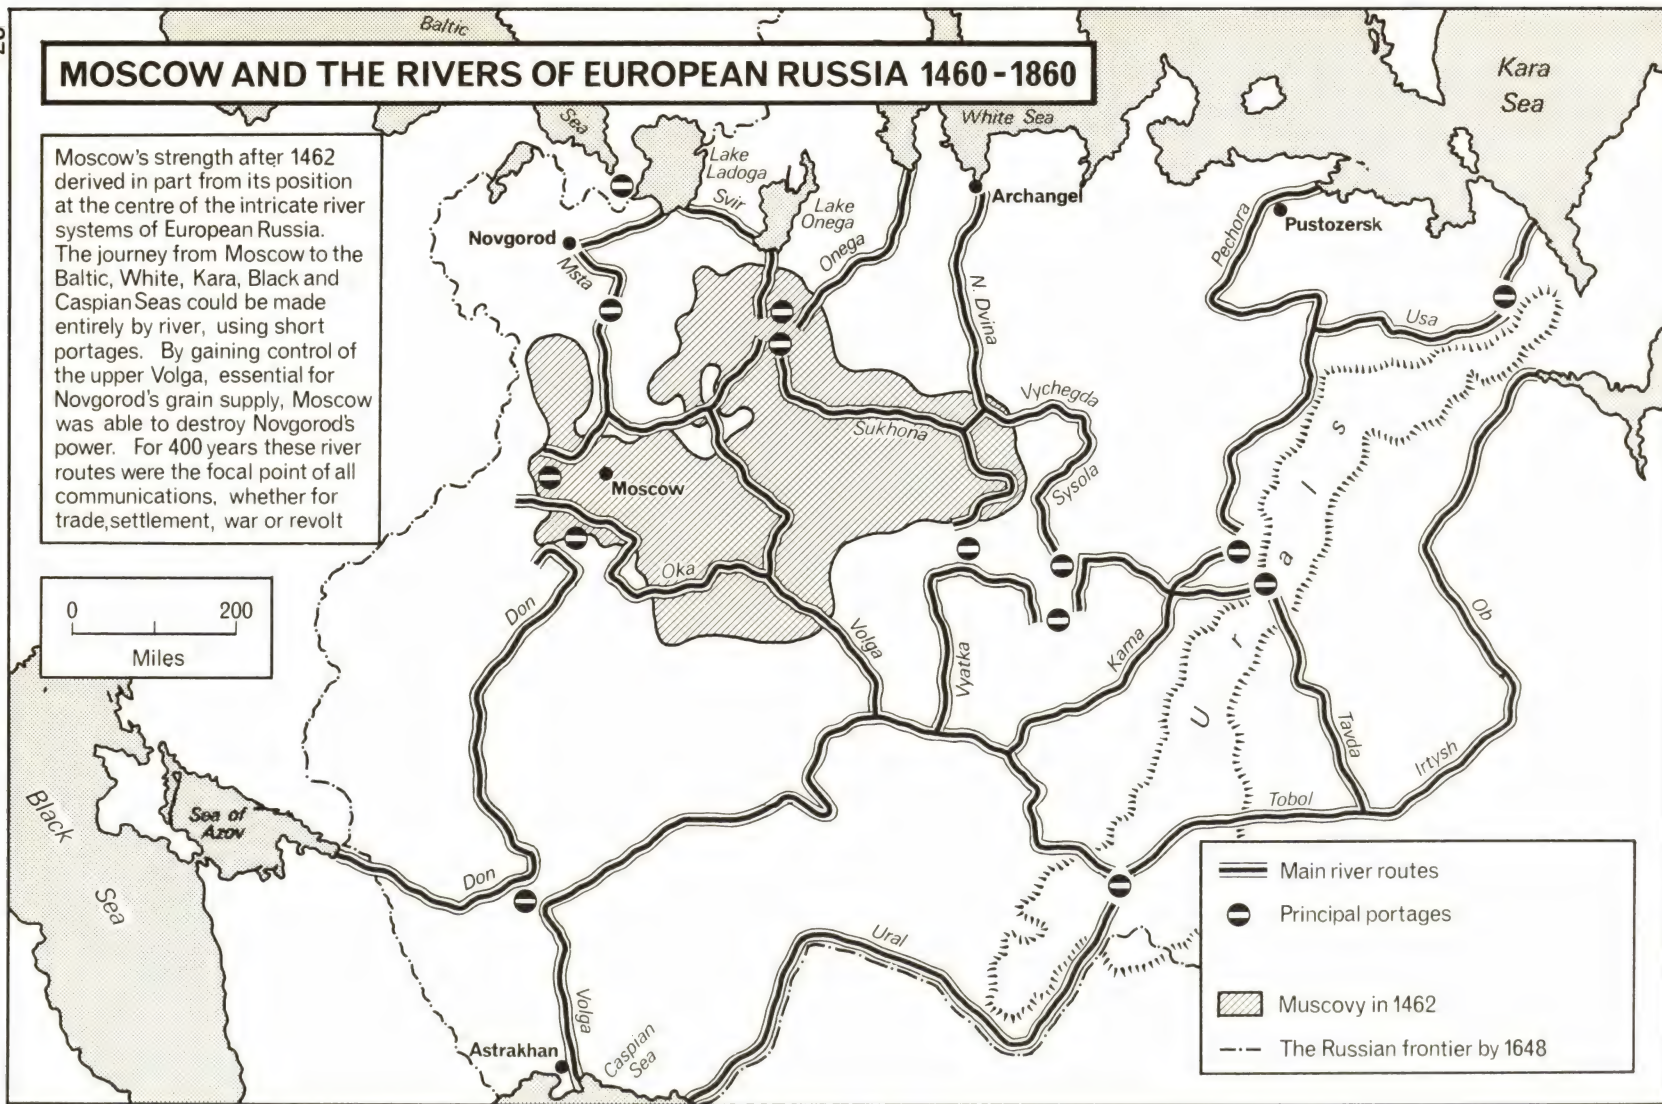 Baltic
MOSCOW AND THE RIVERS OF EUROPEAN RUSSIA 1460-1860
Sea
Moscow's strength after 1462
derived in part from its position
at the centre of the intricate river
systems of European Russia.
The journey from Moscow to the
Baltic, White, Kara, Black and
Caspian Seas could be made
entirely by river, using short
portages. By gaining control of
the upper Volga, essential for
Novgorod's grain supply, Moscow
was able to destroy Novgorod's
power. For 400 years these river
routes were the focal point of all
communications, whether for
trade, settlement, war or revolt
0 200
Miles
Kara
Sea
White Sea
Lake
Ladoga
Svir
Lake
Onega
Onega
Archangel
Pechora
Pustozersk
Novgorod
Msta
N. Dvina
Usa
Vychegda
Sukhona
Sysola
Moscow
Oka
Don
Volga
Vyatka
Kama
Urals
Ob
Tavda
Irtysh
Tobol
Black
Sea
Sea of
Azov
Don
Ural
Volga
Astrakhan
Caspian
Sea
Main river routes
Principal portages
Muscovy in 1462
The Russian frontier by 1648